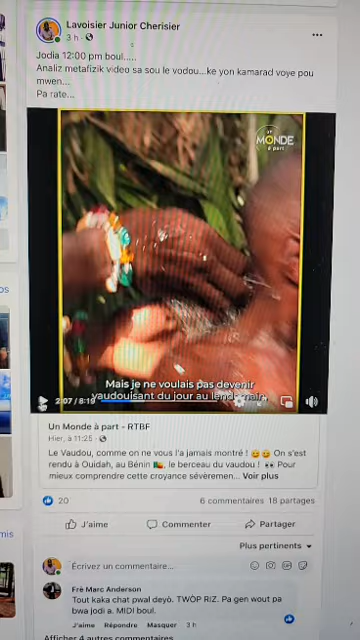 Lavoisier Junior Cherisier
3 h ·
Jodia 12:00 pm boul.....
Analiz metafizik video sa sou le vodou...ke yon kamarad voye pou
mwen...
Pa rate...
UN
MONDE
à part
Mais je ne voulais pas devenir
vaudouisant du jour au lendemain,
2:07 / 8:19
Un Monde à part - RTBF
Hier, à 11:25 ·
Le Vaudou, comme on ne vous l'a jamais montré ! On s'est
rendu à Ouidah, au Bénin, le berceau du vaudou ! Pour
mieux comprendre cette croyance sévèremen... Voir plus
20
6 commentaires 18 partages
J'aime
Commenter
Partager
Plus pertinents
Écrivez un commentaire...
Frè Marc Anderson
Tout kaka chat pwal deyò. TWÒP RIZ. Pa gen wout pa
bwa jodi a. MIDI boul.
J'aime Répondre Masquer 3 h
Afficher 4 autres commentaires